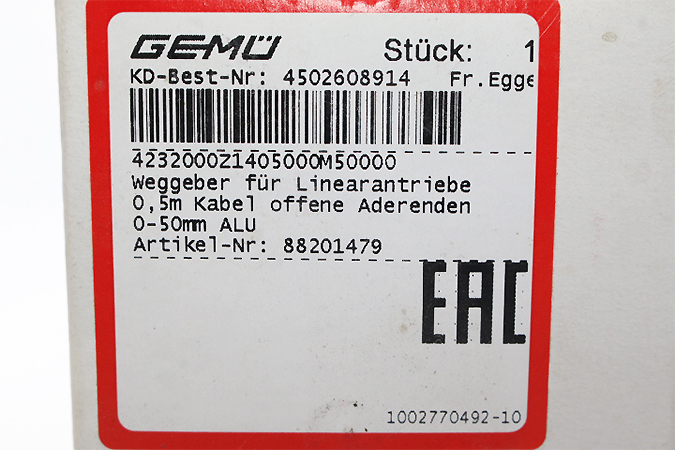 GEMÜ Stück: 1
KD-Best-Nr: 4502608914 Fr.Egge
4232000Z1405000M50000
Weggeber für Linearantriebe
0,5m Kabel offene Aderenden
0-50mm ALU
Artikel-Nr: 88201479
EAC
1002770492-10